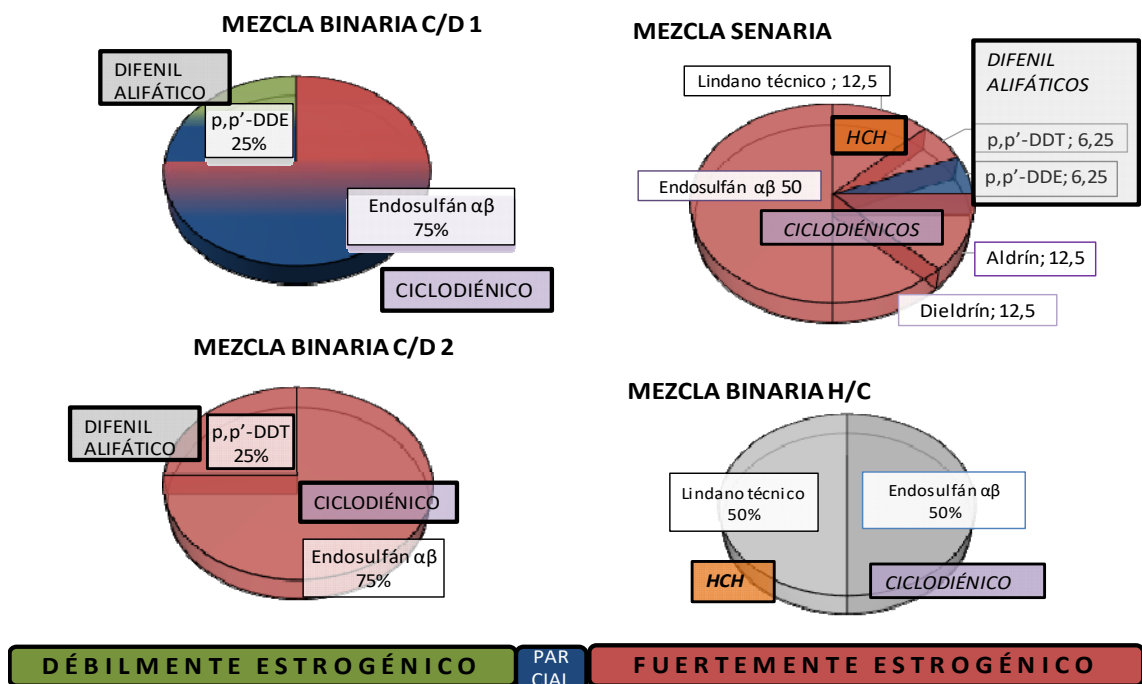 MEZCLA BINARIA C/D 1
DIFENIL
ALIFÁTICO
p,p'-DDE
25%
Endosulfán αβ
75%
CICLODIÉNICO
MEZCLA SENARIA
Lindano técnico ; 12,5
HCH
DIFENIL
ALIFÁTICOS
p,p'-DDT ; 6,25
p,p'-DDE; 6,25
Endosulfán αβ 50
CICLODIÉNICOS
Aldrín; 12,5
Dieldrín; 12,5
MEZCLA BINARIA C/D 2
DIFENIL
ALIFÁTICO
p,p'-DDT
25%
CICLODIÉNICO
Endosulfán αβ
75%
MEZCLA BINARIA H/C
Lindano técnico
50%
Endosulfán αβ
50%
HCH
CICLODIÉNICO
DÉBILMENTE ESTROGÉNICO
PAR
CIAL
FUERTEMENTE ESTROGÉNICO